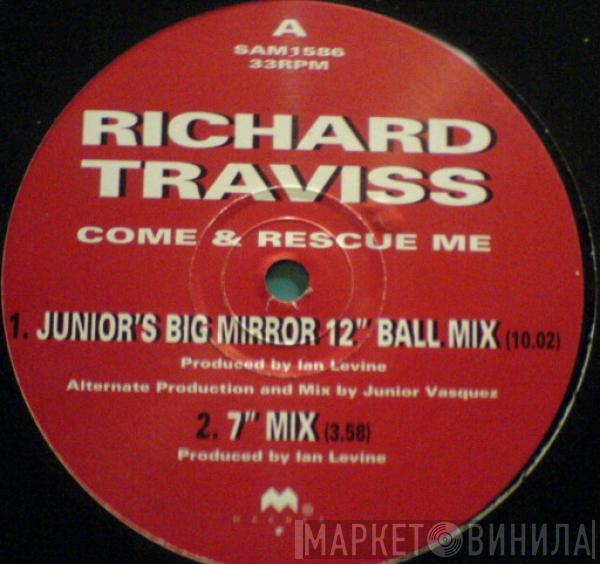 A
SAM1586
33RPM
RICHARD
TRAVISS
COME & RESCUE ME
1. JUNIOR'S BIG MIRROR 12" BALL MIX (10.02)
Produced by Ian Levine
Alternate Production and Mix by Junior Vasquez
2. 7" MIX (3.58)
Produced by Ian Levine
МАРКЕТ ВИНИЛА